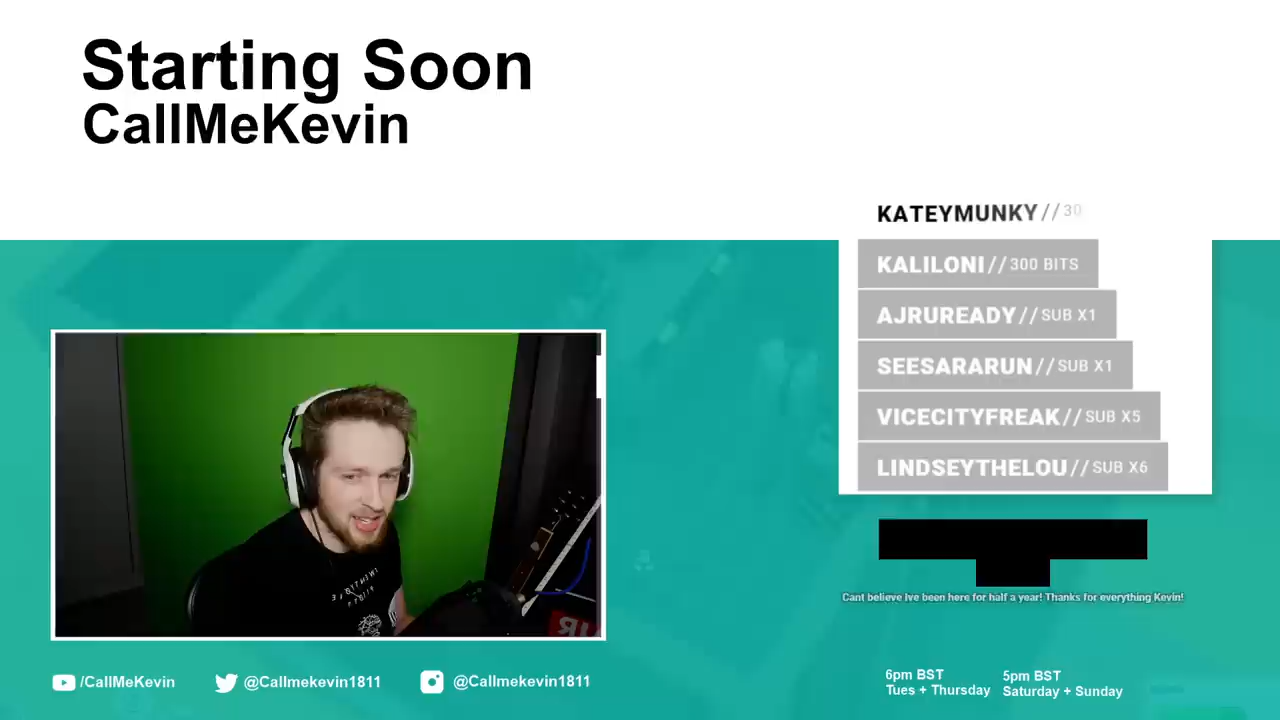 Starting Soon
CallMeKevin
KATEYMUNKY // 30
KALILONI // 300 BITS
AJRUREADY // SUB X1
SEESARARUN // SUB X1
VICECITYFREAK // SUB X5
LINDSEYTHELOU // SUB X6
Cant believe Ive been here for half a year! Thanks for everything Kevin!
/CallMeKevin
@Callmekevin1811
@Callmekevin1811
6pm BST
Tues + Thursday
5pm BST
Saturday + Sunday